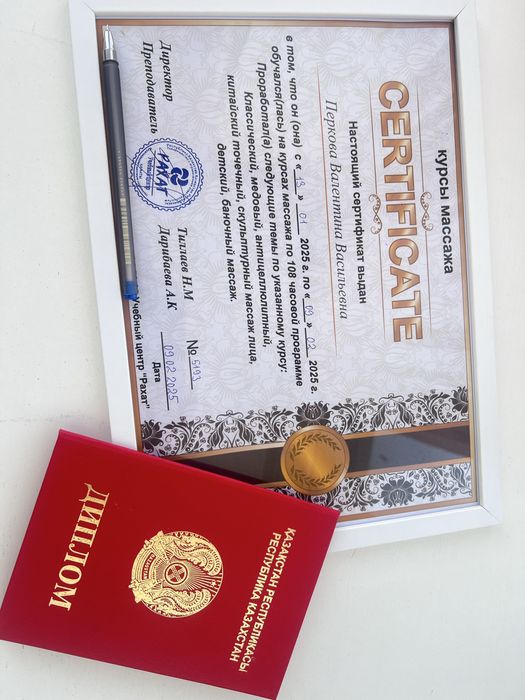 курсы массажа
CERTIFICATE
Настоящий сертификат выдан
Перкова Валентина Васильевна
в том, что он (она) с « 13 » 01 2025 г. по « 09 » 02 2025 г.
обучался(лась) на курсах массажа по 108 часовой программе
Проработал(а) следующие темы по указанному курсу:
Классический, медовый, антицеллюлитный,
китайский точечный, скульптурный массаж лица,
детский, баночный массаж.
Директор Тиллаев Н.М
Преподаватель Дарибаева А.К
РАХАТ
№ 5193
09.02.2025
Дата
Учебный центр "Рахат"
ҚАЗАҚСТАН РЕСПУБЛИКАСЫ
РЕСПУБЛИКА КАЗАХСТАН
ДИПЛОМ